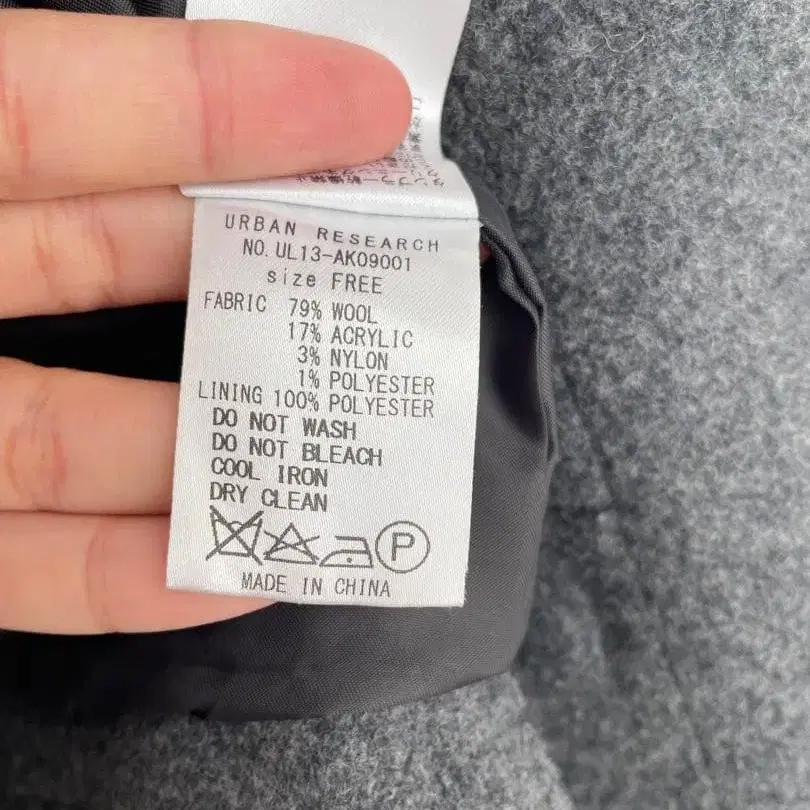 URBAN RESEARCH
NO. UL13-AK09001
size FREE
FABRIC 79% WOOL
17% ACRYLIC
3% NYLON
1% POLYESTER
LINING 100% POLYESTER
DO NOT WASH
DO NOT BLEACH
COOL IRON
DRY CLEAN
P
MADE IN CHINA